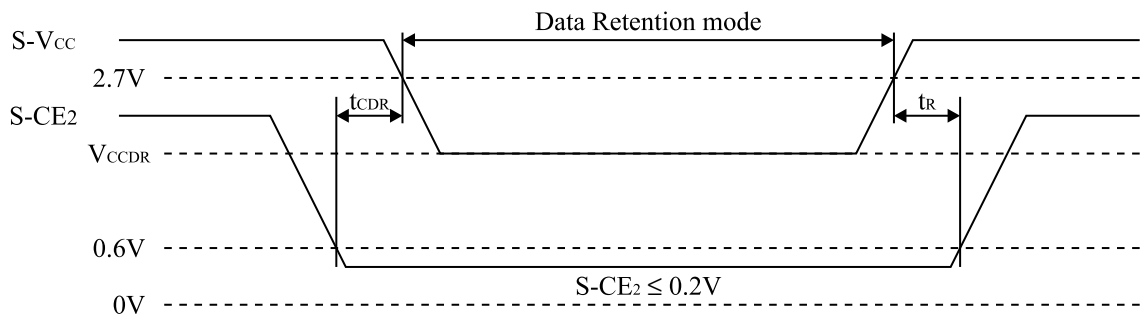 Data Retention mode
S-VCC
2.7V
tCDR
tR
S-CE2
VCCDR
0.6V
S-CE2 ≤ 0.2V
0V